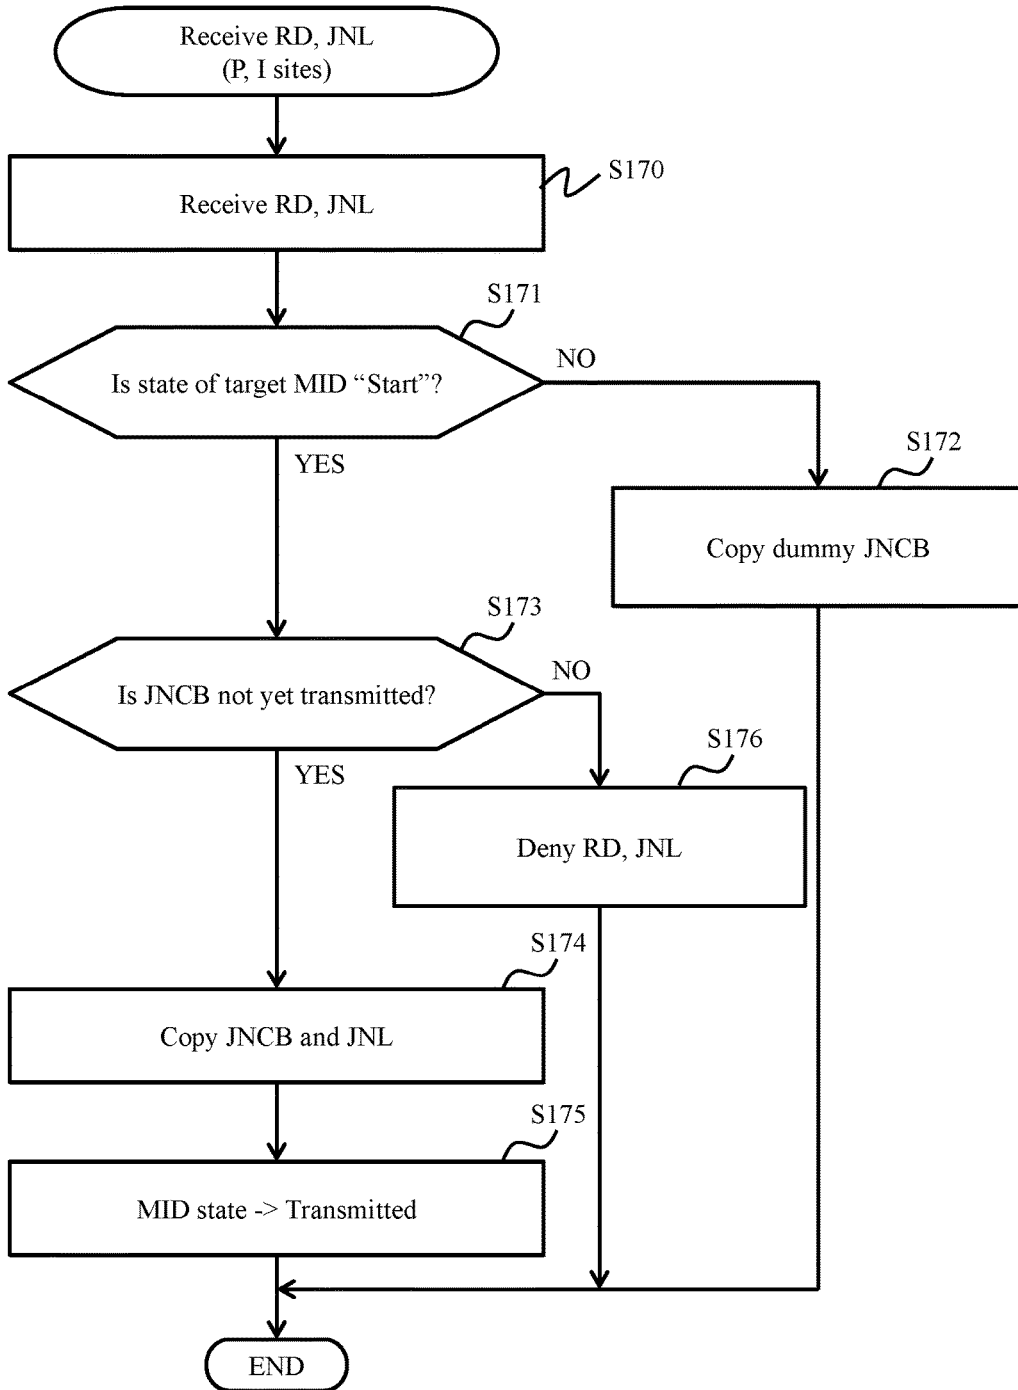 Receive RD, JNL
(P, I sites)
S170
Receive RD, JNL
S171
Is state of target MID “Start”?
NO
YES
S172
Copy dummy JNCB
S173
Is JNCB not yet transmitted?
NO
YES
S176
Deny RD, JNL
S174
Copy JNCB and JNL
S175
MID state -> Transmitted
END